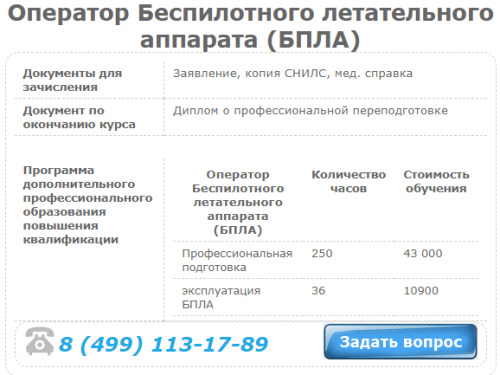 Оператор Беспилотного летательного
аппарата (БПЛА)
Документы для
зачисления
Заявление, копия СНИЛС, мед. справка
Документ по
окончанию курса
Диплом о профессиональной переподготовке
Программа
дополнительного
профессионального
образования
повышения
квалификации
Оператор
Беспилотного
летательного
аппарата
(БПЛА)
Количество
часов
Стоимость
обучения
Профессиональная
подготовка
250
43 000
эксплуатация
БПЛА
36
10900
8 (499) 113-17-89
Задать вопрос